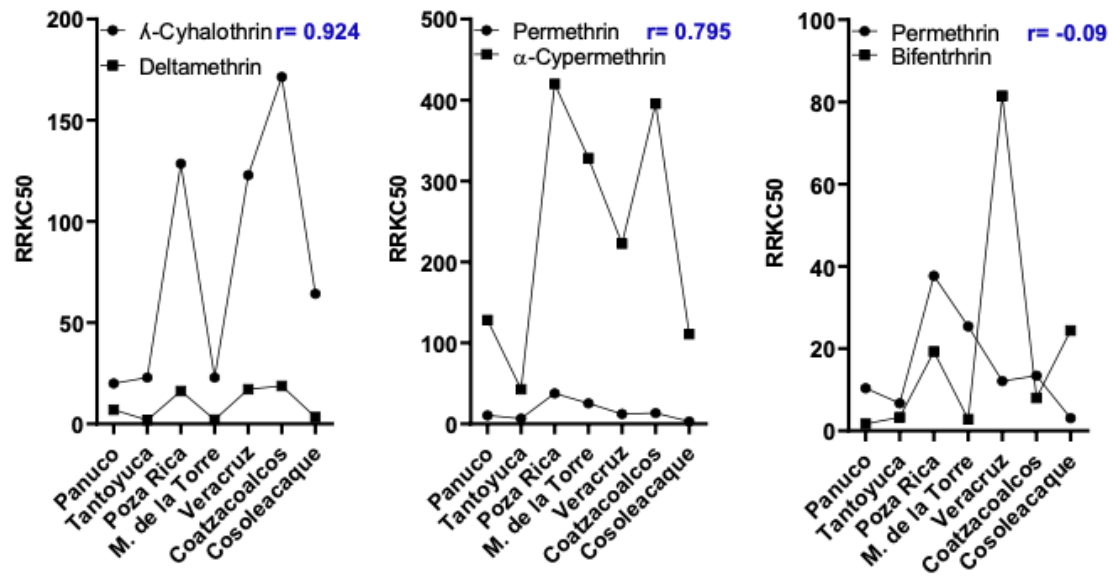 200
150
100
50
0
RRKC50
ʎ-Cyhalothrin r= 0.924
Deltamethrin
Panuco
Tantoyuca
Poza Rica
M. de la Torre
Veracruz
Coatzacoalcos
Cosoleacaque
500
400
300
200
100
0
RRKC50
Permethrin r= 0.795
α-Cypermethrin
Panuco
Tantoyuca
Poza Rica
M. de la Torre
Veracruz
Coatzacoalcos
Cosoleacaque
100
80
60
40
20
0
RRKC50
Permethrin r= -0.09
Bifentrhrin
Panuco
Tantoyuca
Poza Rica
M. de la Torre
Veracruz
Coatzacoalcos
Cosoleacaque